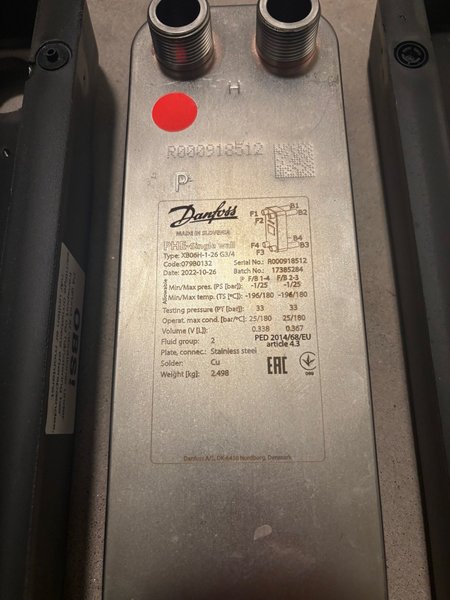 H
R000918512
P
Danfoss
MADE IN SLOVENIA
PHE-Single wall
Type: XB06H-1-26 G3/4
Code: 079B0132 Serial No.: R000918512
Date: 2022-10-26 Batch No.: 17385284
F1 B1
F2 B2
F4 B4
F3 B3
Allowable
P F/B 1-4 F/B 2-3
Min/Max pres. (PS [bar]): -1/25 -1/25
Min/Max temp. (TS [°C]): -196/180 -196/180
Testing pressure (PT [bar]): 33 33
Operat. max cond. [bar/°C]: 25/180 25/180
Volume (V [L]): 0.338 0.367
Fluid group: 2 PED 2014/68/EU
article 4.3
Plate, connec.: Stainless steel
Solder: Cu
Weight [kg]: 2.498
EAC
Danfoss A/S, DK-6430 Nordborg, Denmark
OBS!